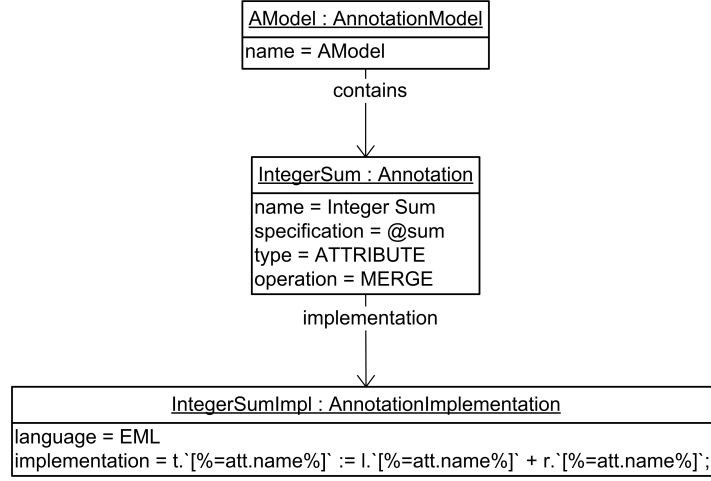 AModel : AnnotationModel
name = AModel
contains
IntegerSum : Annotation
name = Integer Sum
specification = @sum
type = ATTRIBUTE
operation = MERGE
implementation
IntegerSumImpl : AnnotationImplementation
language = EML
implementation = t.`[%=att.name%]` := l.`[%=att.name%]` + r.`[%=att.name%]`;